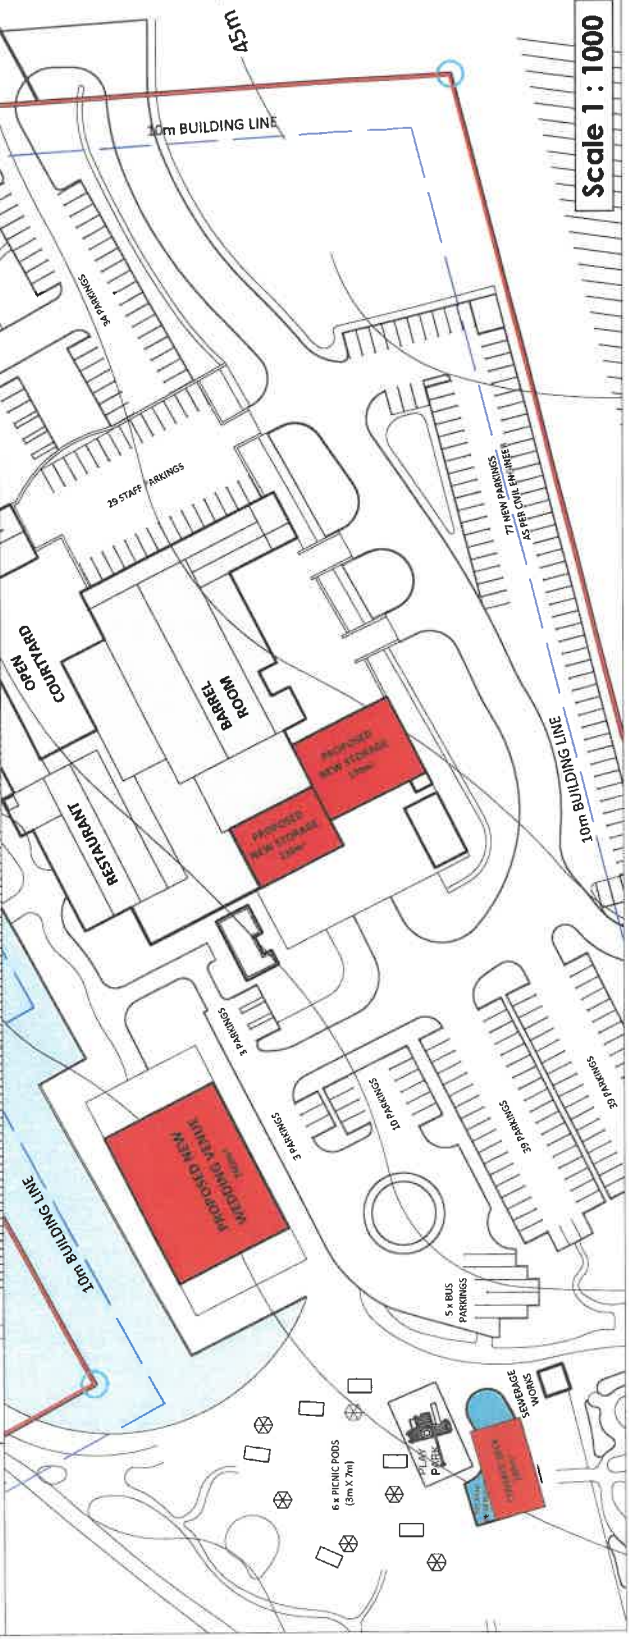 45m
10m BUILDING LINE
Scale 1 : 1000
34 PARKINGS
29 STAFF PARKINGS
77 NEW PARKINGS
AS PER CIVIL ENGINEER
OPEN
COURTYARD
BARREL
ROOM
RESTAURANT
PROPOSED
NEW STORAGE
PROPOSED
NEW STORAGE
10m BUILDING LINE
3 PARKINGS
3 PARKINGS
10 PARKINGS
39 PARKINGS
39 PARKINGS
PROPOSED NEW
WEDDING VENUE
10m BUILDING LINE
5 x BUS
PARKINGS
6 x PICNIC PODS
(3m X 7m)
PLAY
PARK
SEWERAGE
WORKS